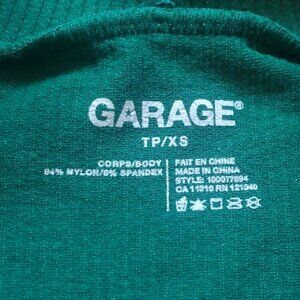 GARAGE®
TP/XS
CORPS/BODY
94% NYLON/6% SPANDEX
FAIT EN CHINE
MADE IN CHINA
STYLE: 100077694
CA 11319 RN 121340